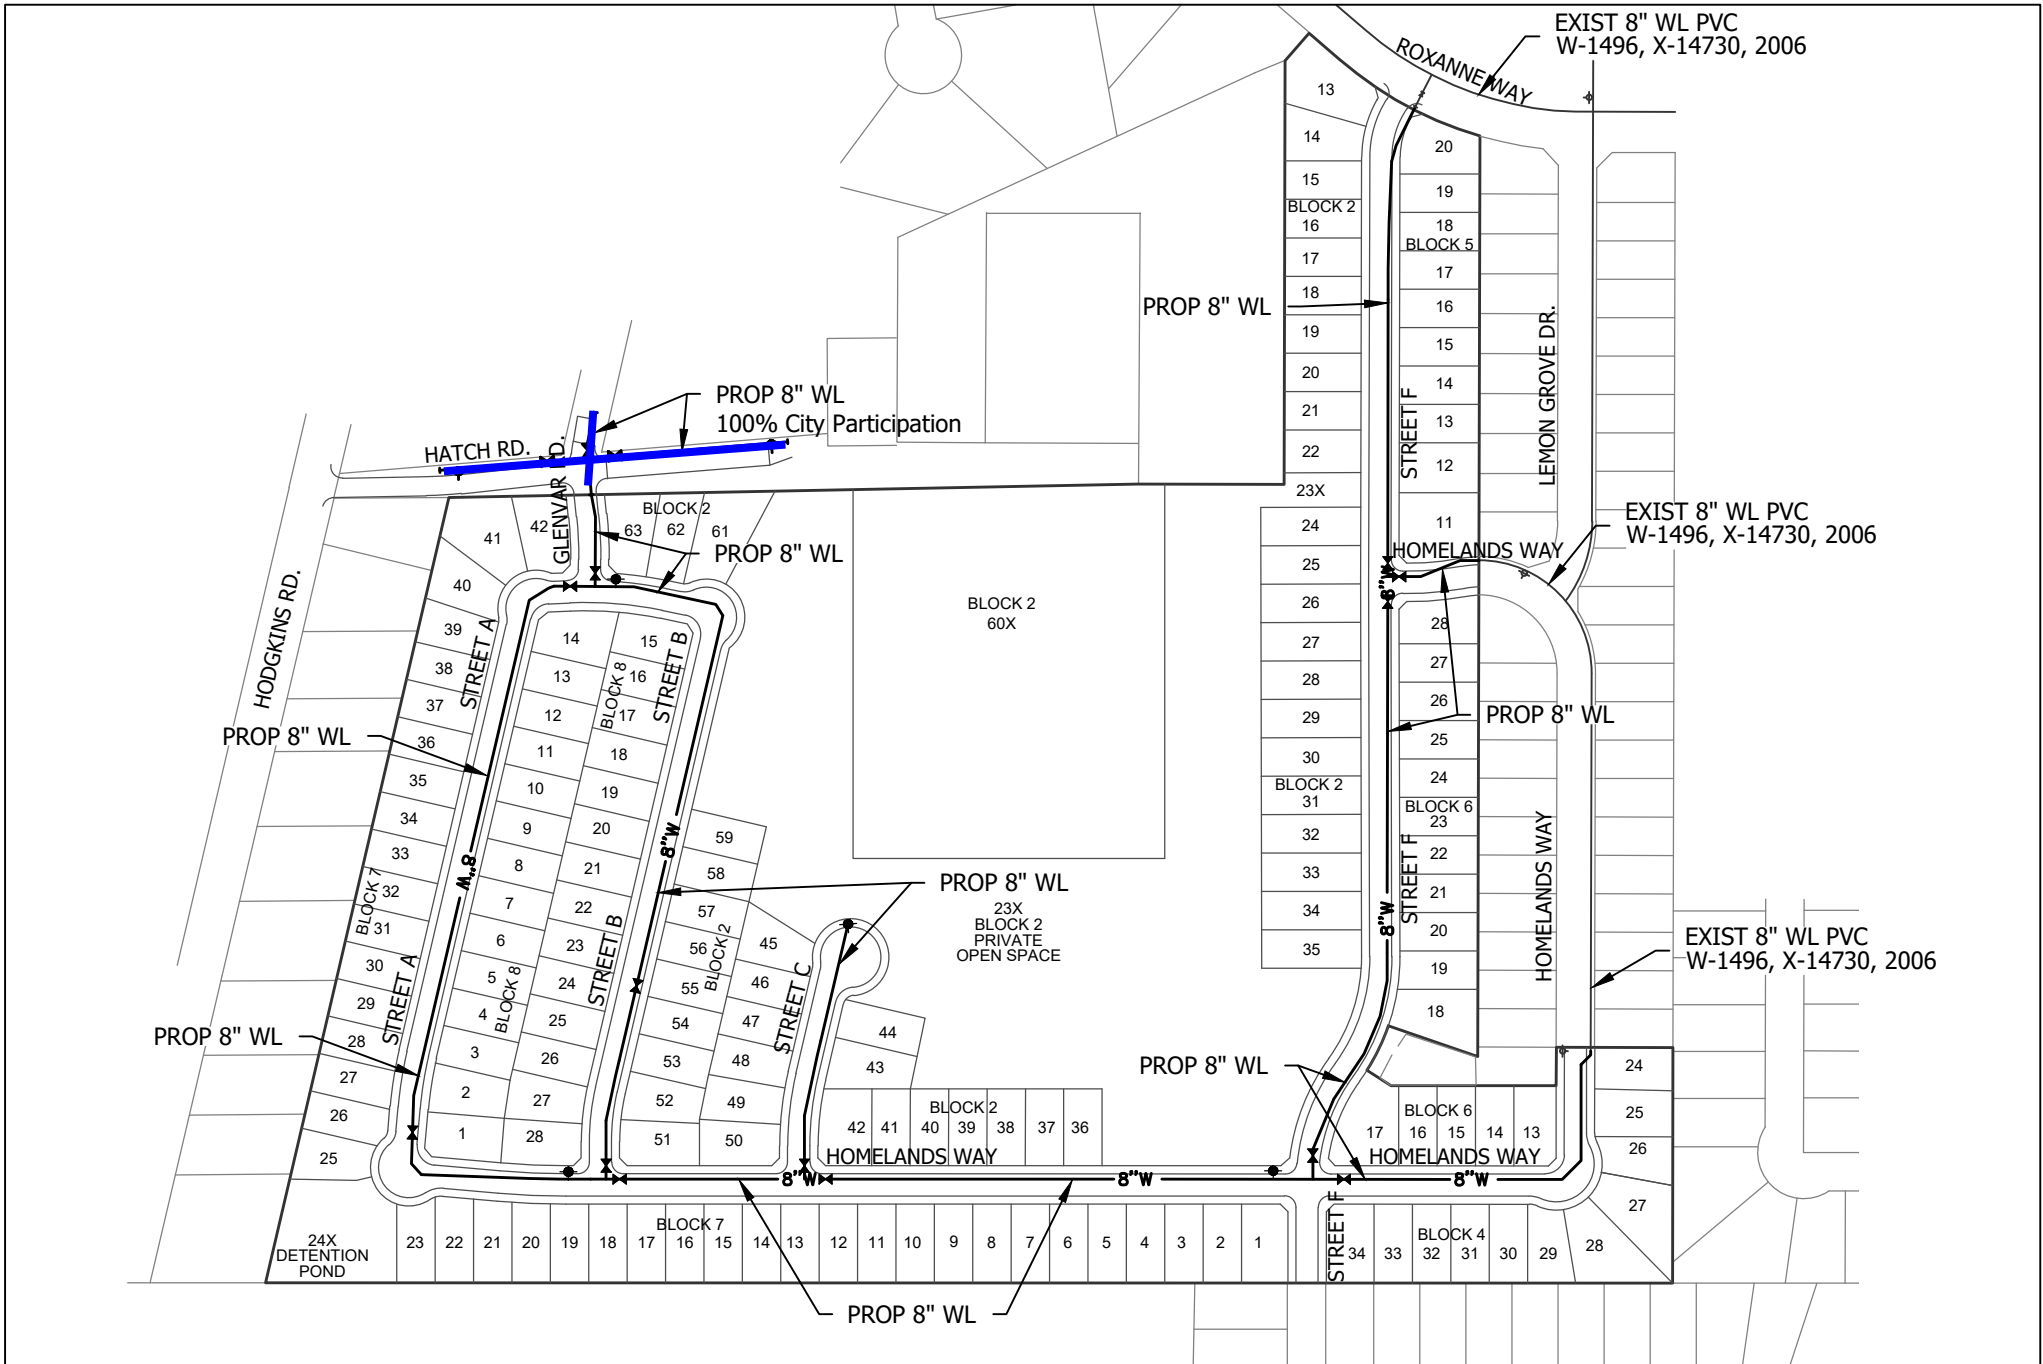 EXIST 8" WL PVC
W-1496, X-14730, 2006
ROXANNE WAY
13
14
15
BLOCK 2
16
17
18
19
20
21
22
23X
24
25
26
27
28
29
30
BLOCK 2
31
32
33
34
35
20
19
18
BLOCK 5
17
16
15
14
13
12
11
PROP 8" WL
STREET F
LEMON GROVE DR.
EXIST 8" WL PVC
W-1496, X-14730, 2006
HOMELANDS WAY
8"W
28
27
26
25
24
BLOCK 6
23
22
21
20
19
18
PROP 8" WL
STREET F
8"W
HOMELANDS WAY
EXIST 8" WL PVC
W-1496, X-14730, 2006
PROP 8" WL
100% City Participation
HATCH RD.
GLENVAR RD.
HODGKINS RD.
BLOCK 2
63
62
61
PROP 8" WL
42
41
40
39
38
37
36
35
34
33
32
31
30
29
28
27
26
25
BLOCK 7
STREET A
STREET A
PROP 8" WL
PROP 8" WL
8"W
14
13
12
11
10
9
8
7
6
5
4
3
2
1
BLOCK 8
BLOCK 8
15
16
17
18
19
20
21
22
23
24
25
26
27
28
STREET B
STREET B
8"W
59
58
57
56
55
54
53
52
51
BLOCK 2
45
46
47
48
49
50
STREET C
44
43
BLOCK 2
60X
PROP 8" WL
23X
BLOCK 2
PRIVATE
OPEN SPACE
BLOCK 2
42
41
40
39
38
37
36
HOMELANDS WAY
8"W
8"W
PROP 8" WL
BLOCK 6
17
16
15
14
13
HOMELANDS WAY
8"W
24
25
26
27
28
24X
DETENTION
POND
BLOCK 7
23
22
21
20
19
18
17
16
15
14
13
12
11
10
9
8
7
6
5
4
3
2
1
STREET F
BLOCK 4
34
33
32
31
30
29
PROP 8" WL